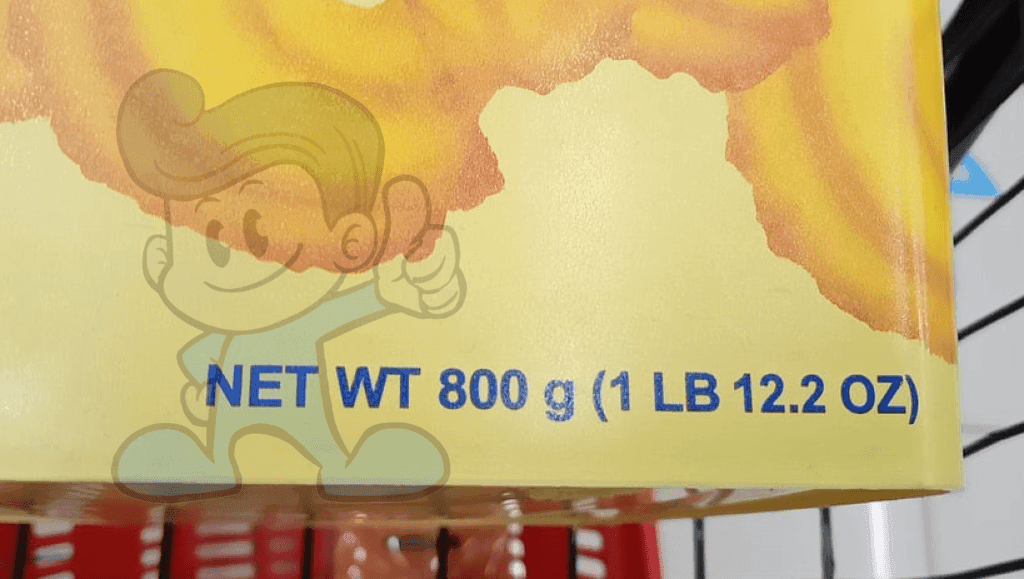 NET WT 800 g (1 LB 12.2 OZ)